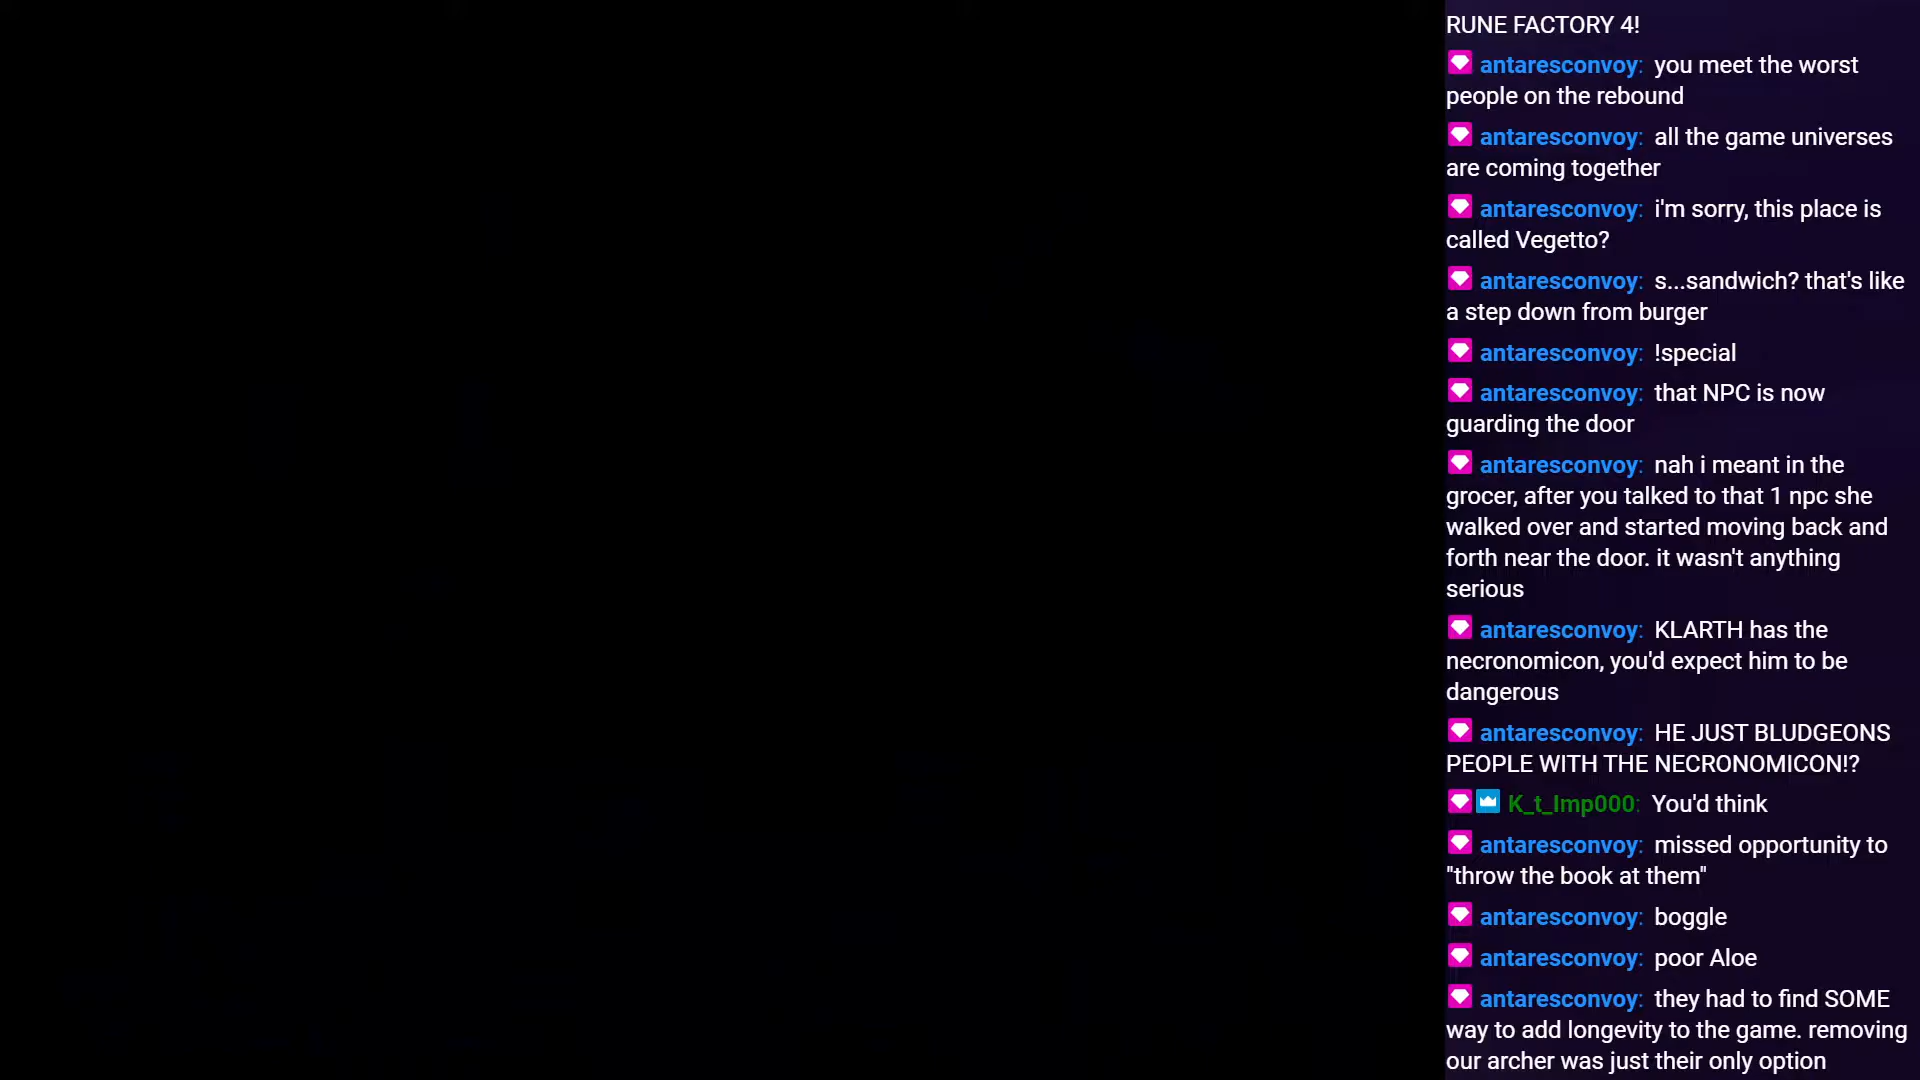 RUNE FACTORY 4!
antaresconvoy: you meet the worst
people on the rebound
antaresconvoy: all the game universes
are coming together
antaresconvoy: i'm sorry, this place is
called Vegetto?
antaresconvoy: s...sandwich? that's like
a step down from burger
antaresconvoy: !special
antaresconvoy: that NPC is now
guarding the door
antaresconvoy: nah i meant in the
grocer, after you talked to that 1 npc she
walked over and started moving back and
forth near the door. it wasn't anything
serious
antaresconvoy: KLARTH has the
necronomicon, you'd expect him to be
dangerous
antaresconvoy: HE JUST BLUDGEONS
PEOPLE WITH THE NECRONOMICON!?
K_t_Imp000: You'd think
antaresconvoy: missed opportunity to
"throw the book at them"
antaresconvoy: boggle
antaresconvoy: poor Aloe
antaresconvoy: they had to find SOME
way to add longevity to the game. removing
our archer was just their only option